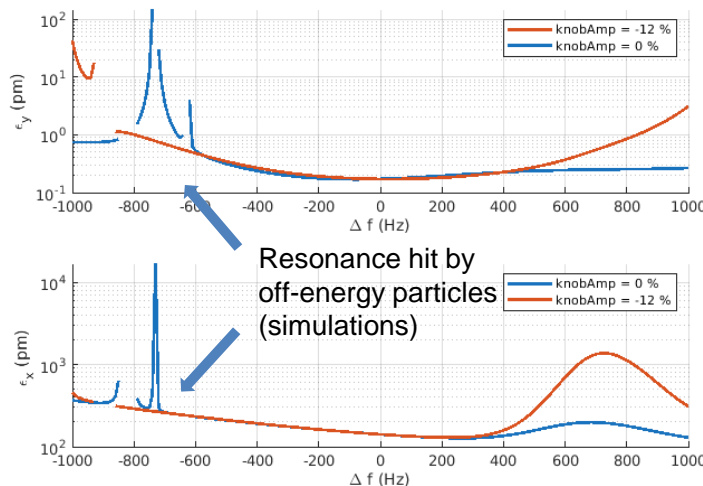 10²
10¹
10⁰
10⁻¹
ϵy (pm)
knobAmp = -12 %
knobAmp = 0 %
-1000 -800 -600 -400 -200 0 200 400 600 800 1000
Δ f (Hz)
Resonance hit by
off-energy particles
(simulations)
10⁴
10³
10²
ϵx (pm)
knobAmp = 0 %
knobAmp = -12 %
-1000 -800 -600 -400 -200 0 200 400 600 800 1000
Δ f (Hz)